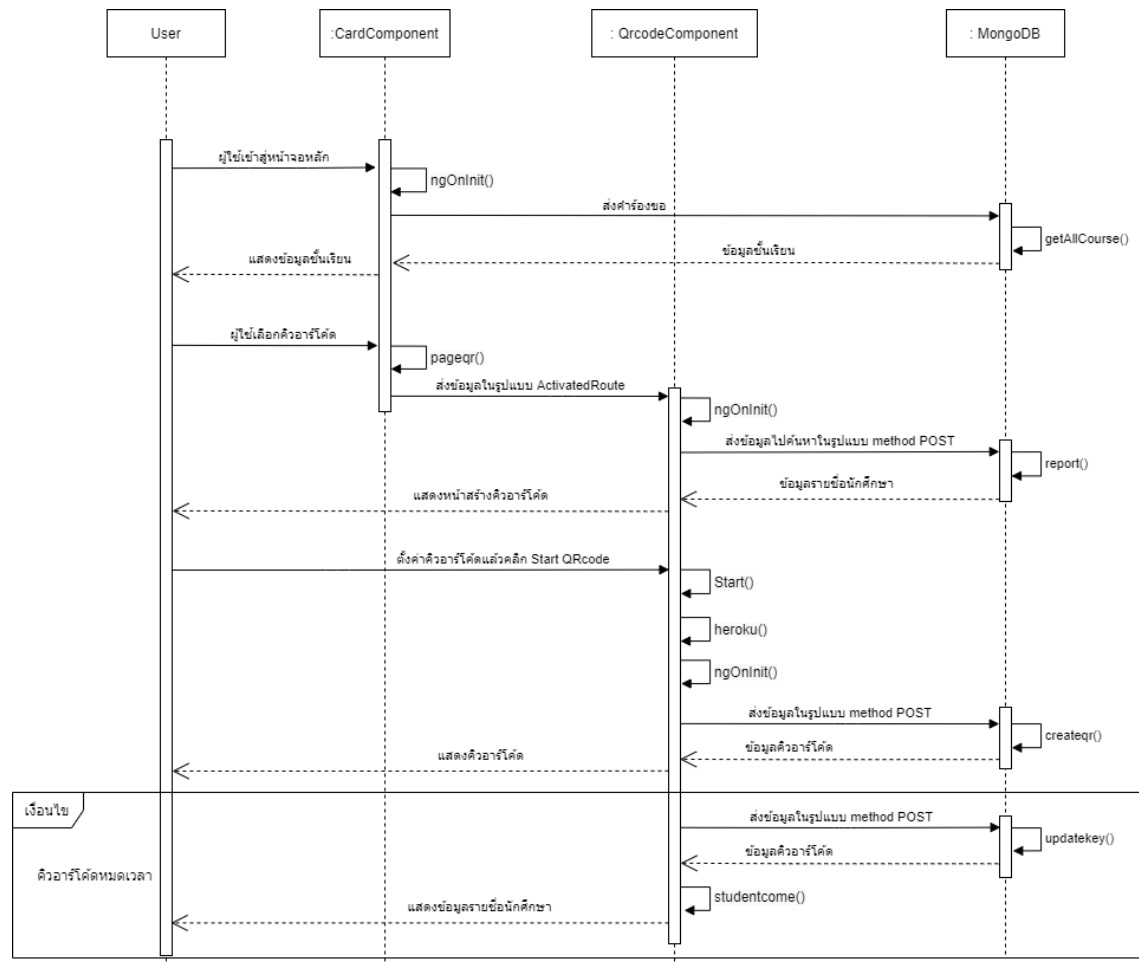 User
:CardComponent
: QrcodeComponent
: MongoDB
ผู้ใช้เข้าสู่หน้าจอหลัก
ngOnInit()
ส่งคำร้องขอ
getAllCourse()
ข้อมูลชั้นเรียน
แสดงข้อมูลชั้นเรียน
ผู้ใช้เลือกคิวอาร์โค้ด
pageqr()
ส่งข้อมูลในรูปแบบ ActivatedRoute
ngOnInit()
ส่งข้อมูลไปค้นหาในรูปแบบ method POST
report()
ข้อมูลรายชื่อนักศึกษา
แสดงหน้าสร้างคิวอาร์โค้ด
ตั้งค่าคิวอาร์โค้ดแล้วคลิก Start QRcode
Start()
heroku()
ngOnInit()
ส่งข้อมูลในรูปแบบ method POST
createqr()
ข้อมูลคิวอาร์โค้ด
แสดงคิวอาร์โค้ด
เงื่อนไข
ส่งข้อมูลในรูปแบบ method POST
updatekey()
ข้อมูลคิวอาร์โค้ด
คิวอาร์โค้ดหมดเวลา
studentcome()
แสดงข้อมูลรายชื่อนักศึกษา